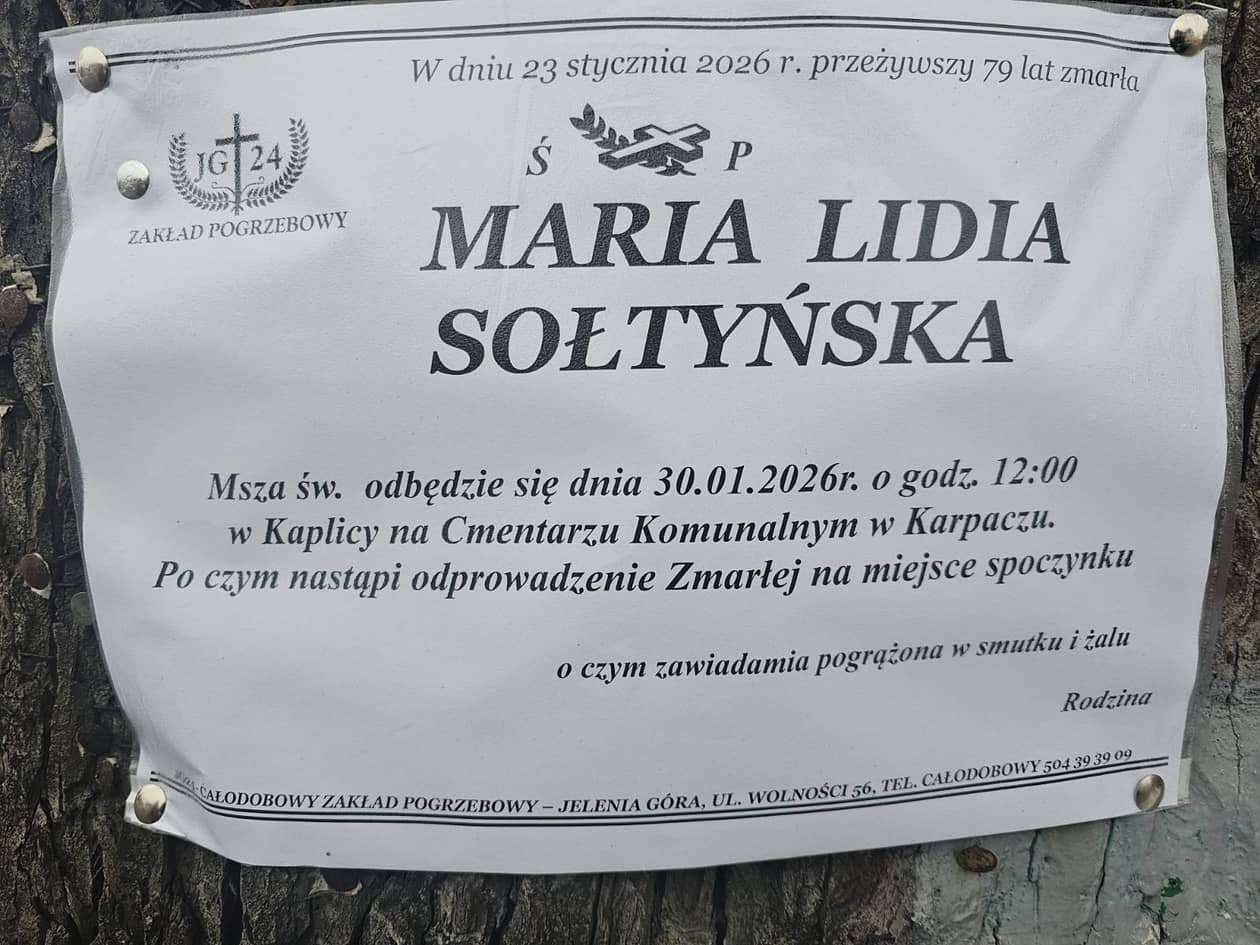 W dniu 23 stycznia 2026 r. przeżywszy 79 lat zmarła
JG 24
ZAKŁAD POGRZEBOWY
Ś P
MARIA LIDIA
SOŁTYŃSKA
Msza św. odbędzie się dnia 30.01.2026r. o godz. 12:00
w Kaplicy na Cmentarzu Komunalnym w Karpaczu.
Po czym nastąpi odprowadzenie Zmarłej na miejsce spoczynku
o czym zawiadamia pogrążona w smutku i żalu
Rodzina
CAŁODOBOWY ZAKŁAD POGRZEBOWY – JELENIA GÓRA, UL. WOLNOŚCI 56, TEL. CAŁODOBOWY 504 39 39 09